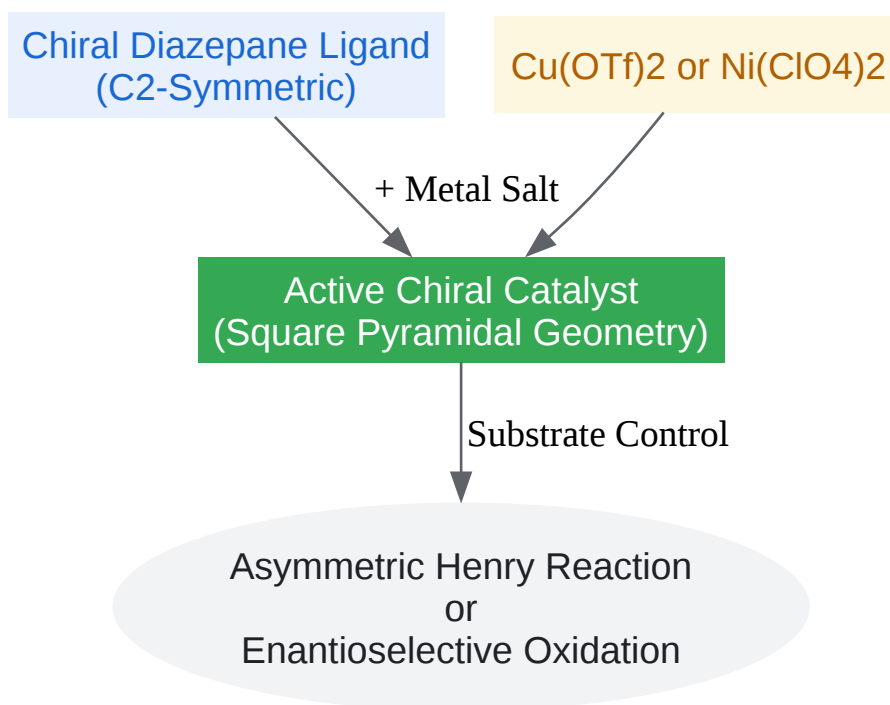 Chiral Diazepane Ligand
(C2-Symmetric)
Cu(OTf)2 or Ni(ClO4)2
+ Metal Salt
Active Chiral Catalyst
(Square Pyramidal Geometry)
Substrate Control
Asymmetric Henry Reaction
or
Enantioselective Oxidation